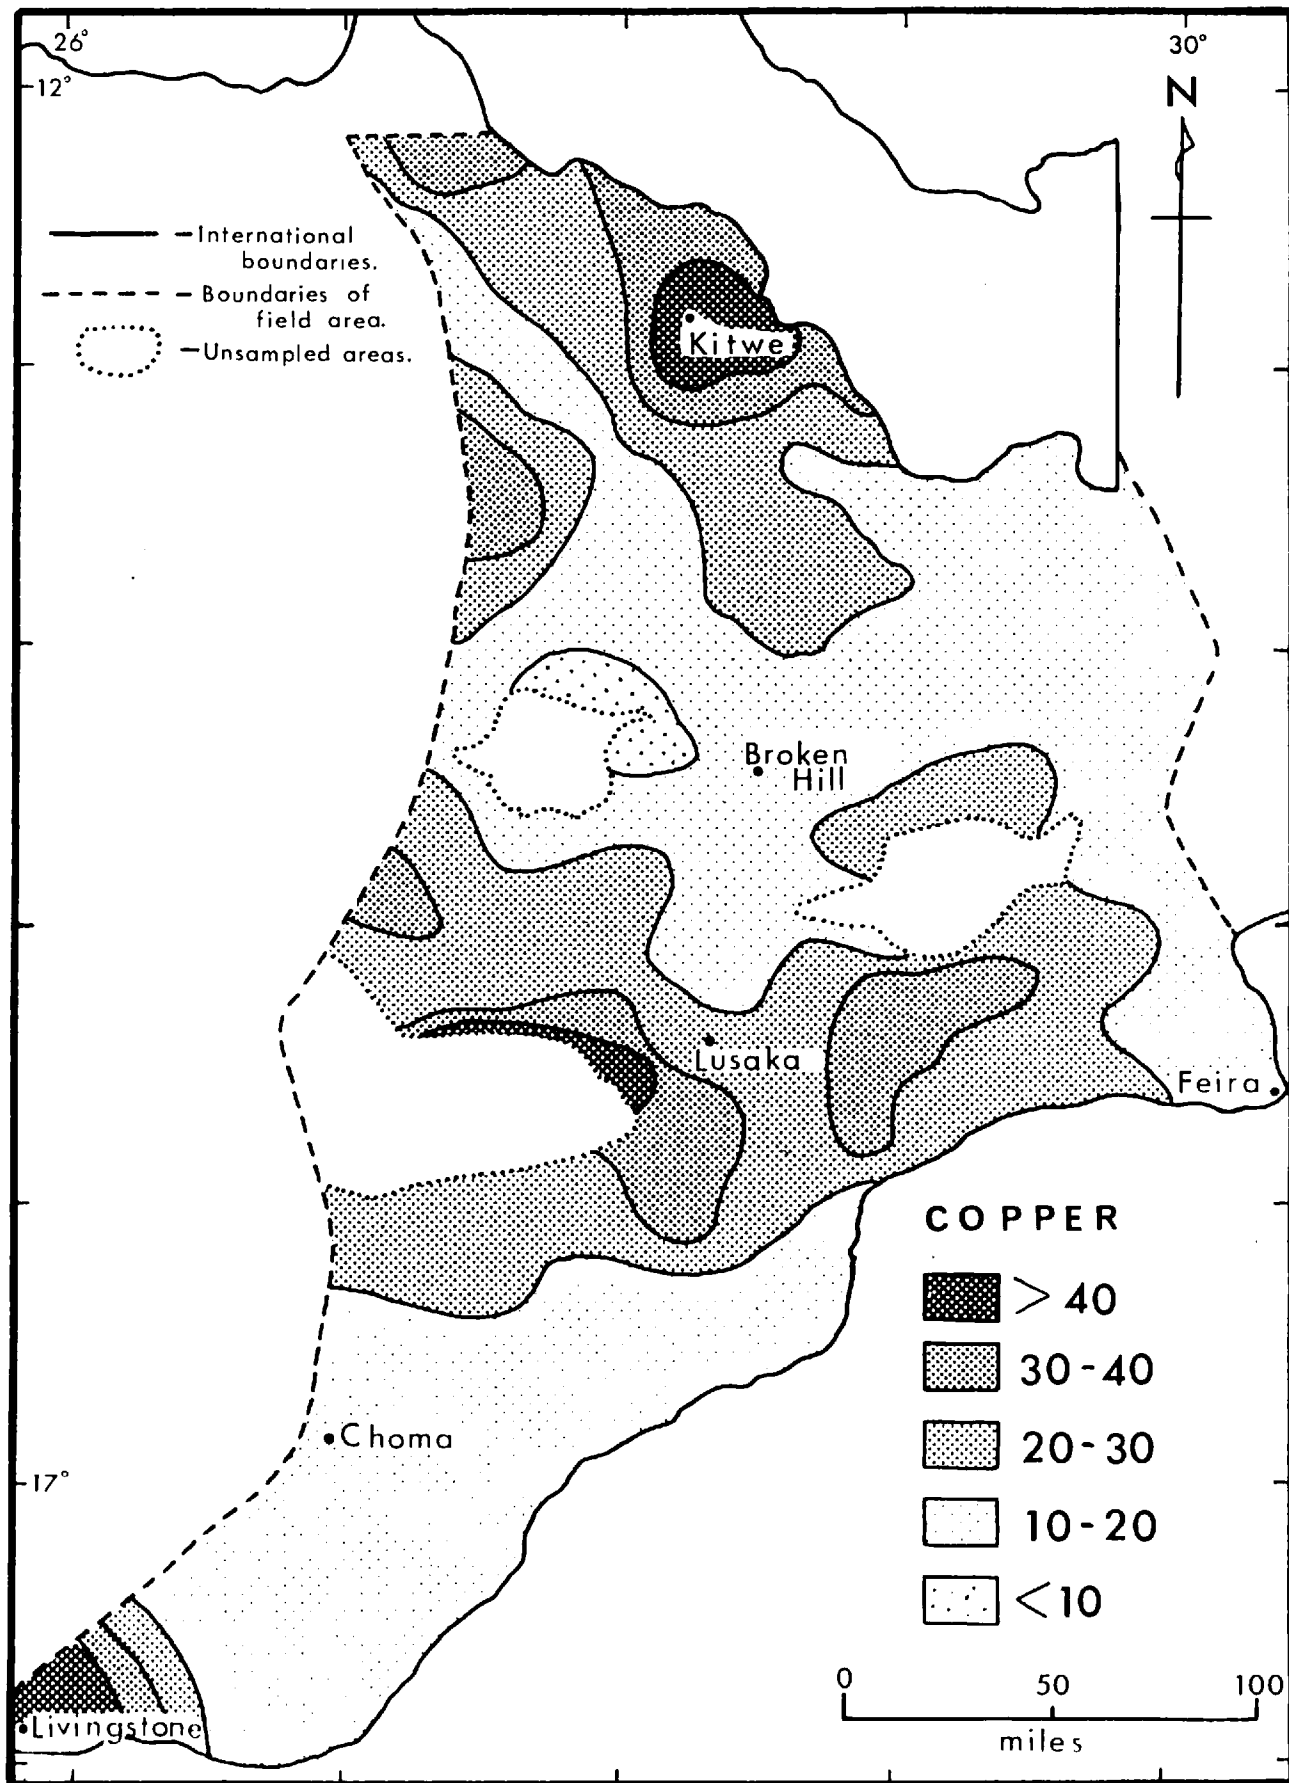 26°
30°
12°
N
—International
boundaries.
—Boundaries of
field area.
—Unsampled areas.
Kitwe
Broken
Hill
Lusaka
Feira
COPPER
>40
30-40
20-30
10-20
<10
Choma
17°
Livingstone
0 50 100
miles